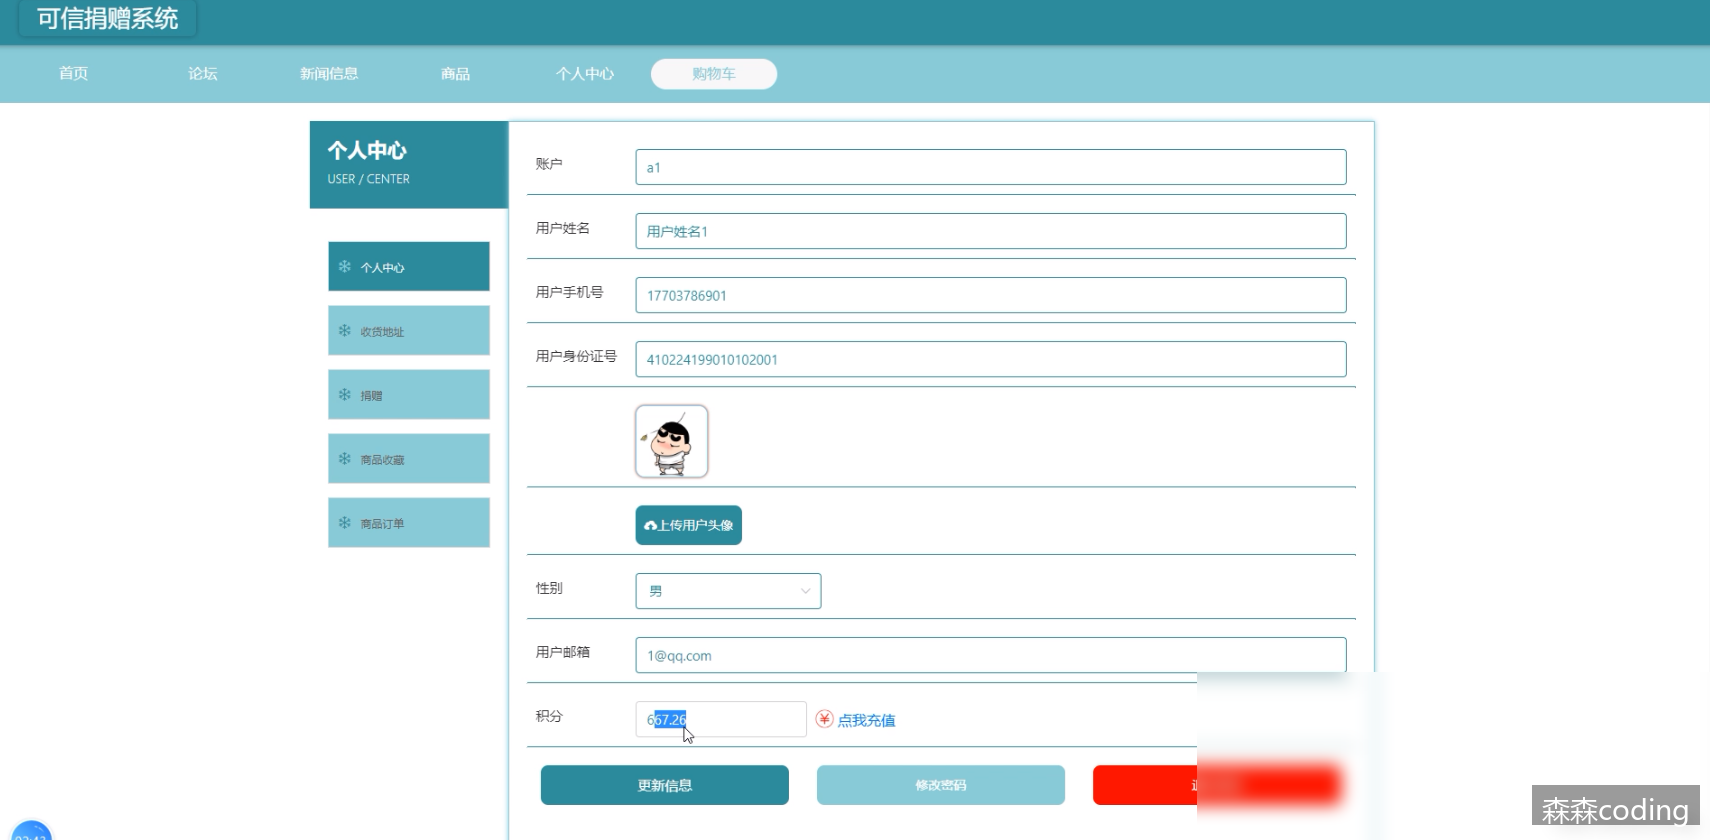 可信捐赠系统
首页 论坛 新闻信息 商品 个人中心 购物车
个人中心
USER / CENTER
个人中心
收货地址
捐赠
商品收藏
商品订单
账户 a1
用户姓名 用户姓名1
用户手机号 17703786901
用户身份证号 410224199010102001
上传用户头像
性别 男
用户邮箱 1@qq.com
积分 667.26 点我充值
更新信息 修改密码
森森coding